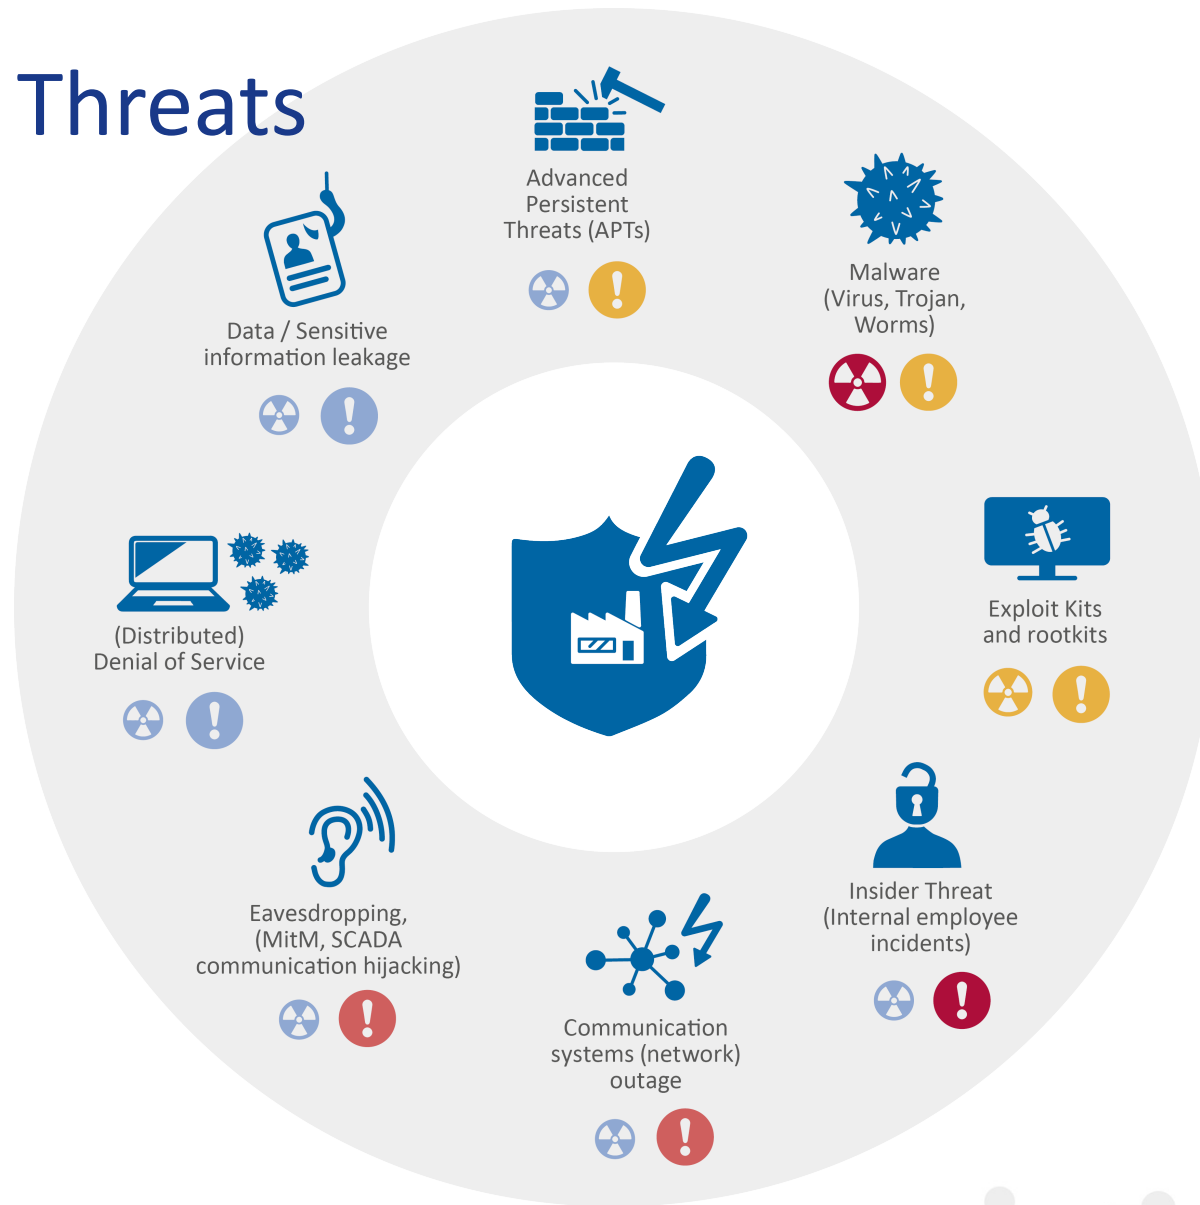 Threats
Advanced
Persistent
Threats (APTs)
Malware
(Virus, Trojan,
Worms)
Data / Sensitive
information leakage
Exploit Kits
and rootkits
(Distributed)
Denial of Service
Insider Threat
(Internal employee
incidents)
Eavesdropping,
(MitM, SCADA
communication hijacking)
Communication
systems (network)
outage